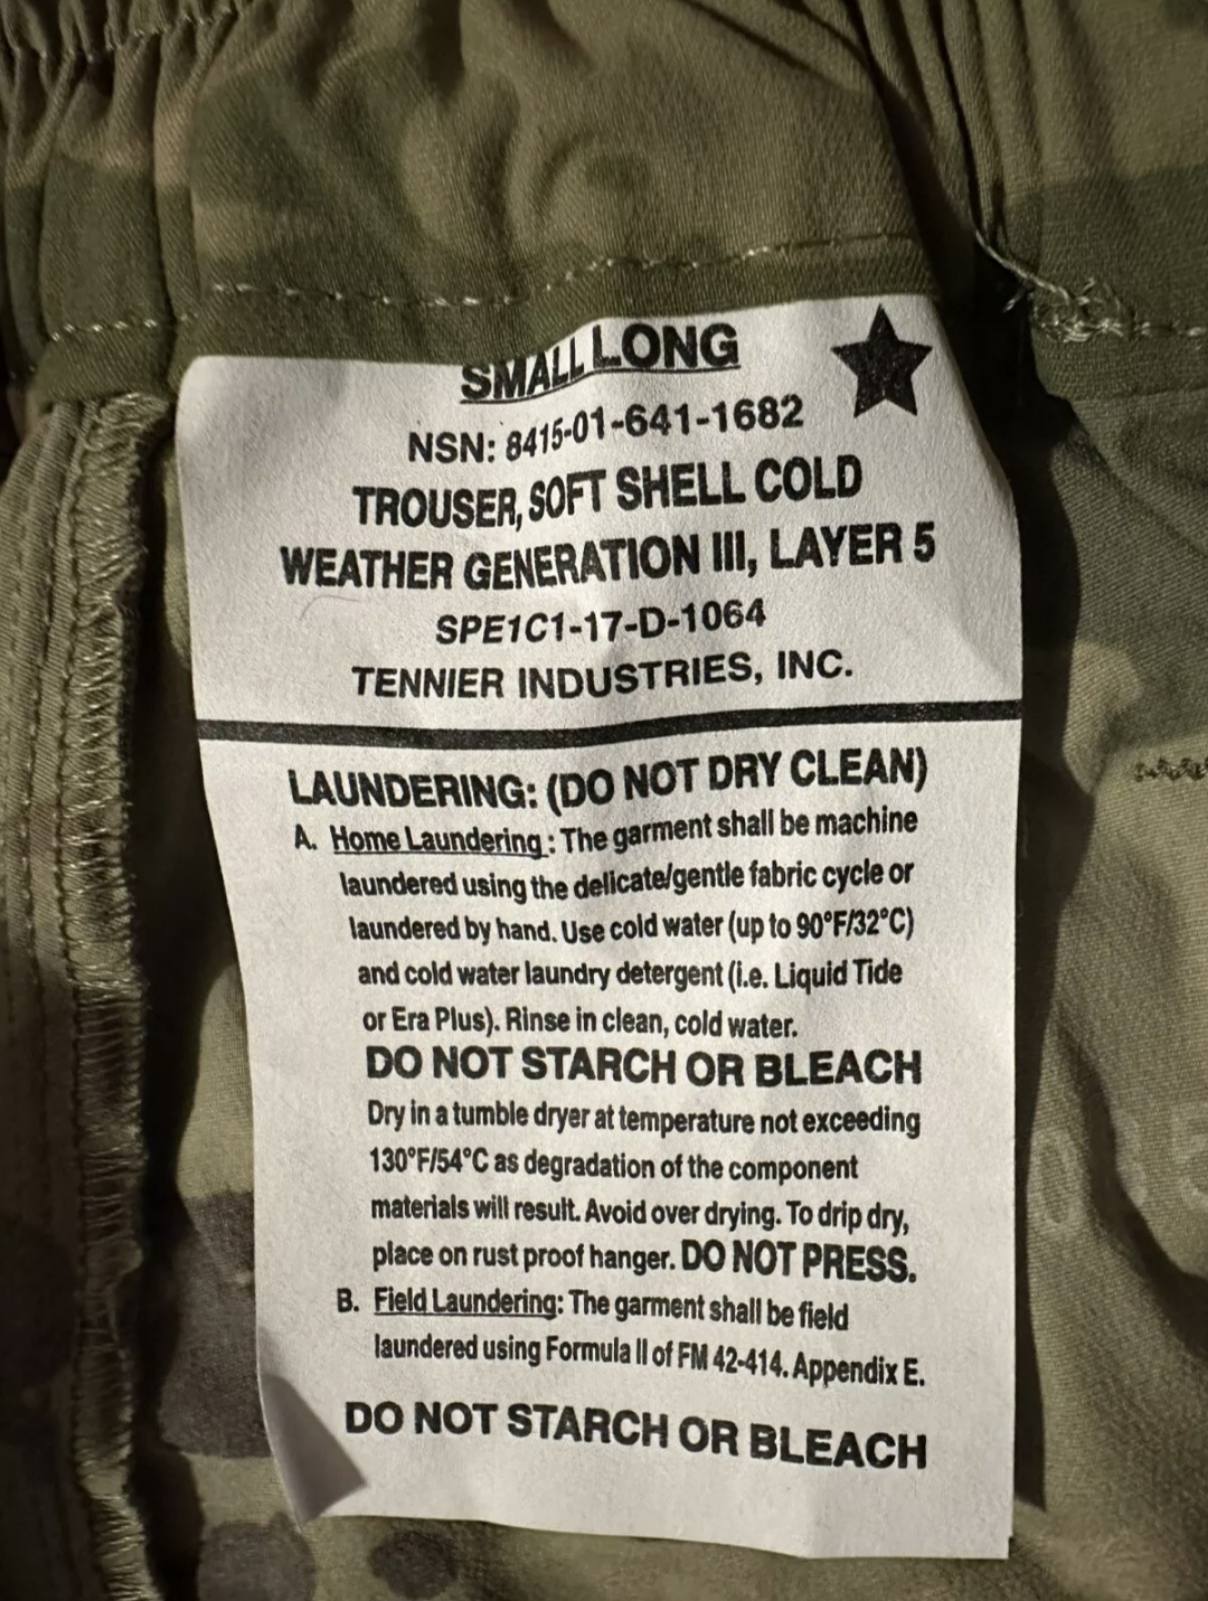 SMALL LONG
NSN: 8415-01-641-1682
TROUSER, SOFT SHELL COLD
WEATHER GENERATION III, LAYER 5
SPE1C1-17-D-1064
TENNIER INDUSTRIES, INC.
LAUNDERING: (DO NOT DRY CLEAN)
A. Home Laundering : The garment shall be machine
laundered using the delicate/gentle fabric cycle or
laundered by hand. Use cold water (up to 90°F/32°C)
and cold water laundry detergent (i.e. Liquid Tide
or Era Plus). Rinse in clean, cold water.
DO NOT STARCH OR BLEACH
Dry in a tumble dryer at temperature not exceeding
130°F/54°C as degradation of the component
materials will result. Avoid over drying. To drip dry,
place on rust proof hanger. DO NOT PRESS.
B. Field Laundering: The garment shall be field
laundered using Formula II of FM 42-414. Appendix E.
DO NOT STARCH OR BLEACH